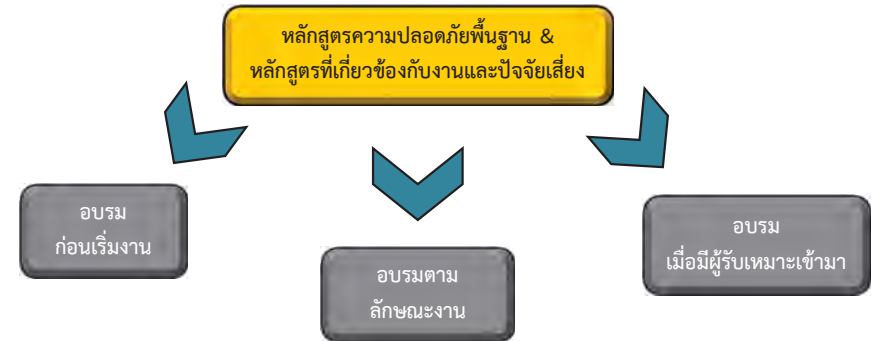 หลักสูตรความปลอดภัยพื้นฐาน &
หลักสูตรที่เกี่ยวข้องกับงานและปัจจัยเสี่ยง
อบรม
ก่อนเริ่มงาน
อบรมตาม
ลักษณะงาน
อบรม
เมื่อมีผู้รับเหมาะเข้ามา